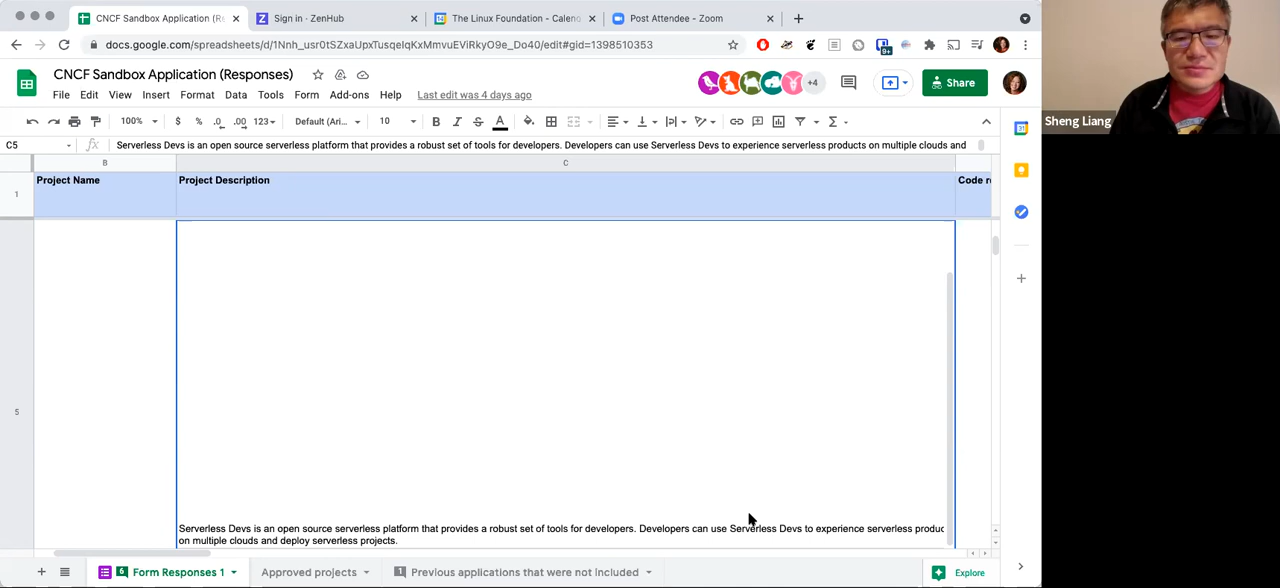 CNCF Sandbox Application (Re
Sign in · ZenHub
The Linux Foundation - Calend
Post Attendee - Zoom
docs.google.com/spreadsheets/d/1Nnh_usr0tSZxaUpxTusqeIqKxMmvuEViRkyO9e_Do40/edit#gid=1398510353
9+
CNCF Sandbox Application (Responses)
+4
Share
File Edit View Insert Format Data Tools Form Add-ons Help Last edit was 4 days ago
100% $ % .0 .00 123 Default (Ari... 10 B I S A
C5 fx Serverless Devs is an open source serverless platform that provides a robust set of tools for developers. Developers can use Serverless Devs to experience serverless products on multiple clouds and
B C
1 Project Name Project Description Code r
5
Serverless Devs is an open source serverless platform that provides a robust set of tools for developers. Developers can use Serverless Devs to experience serverless produc
on multiple clouds and deploy serverless projects.
6 Form Responses 1 Approved projects 1 Previous applications that were not included Explore
Sheng Liang